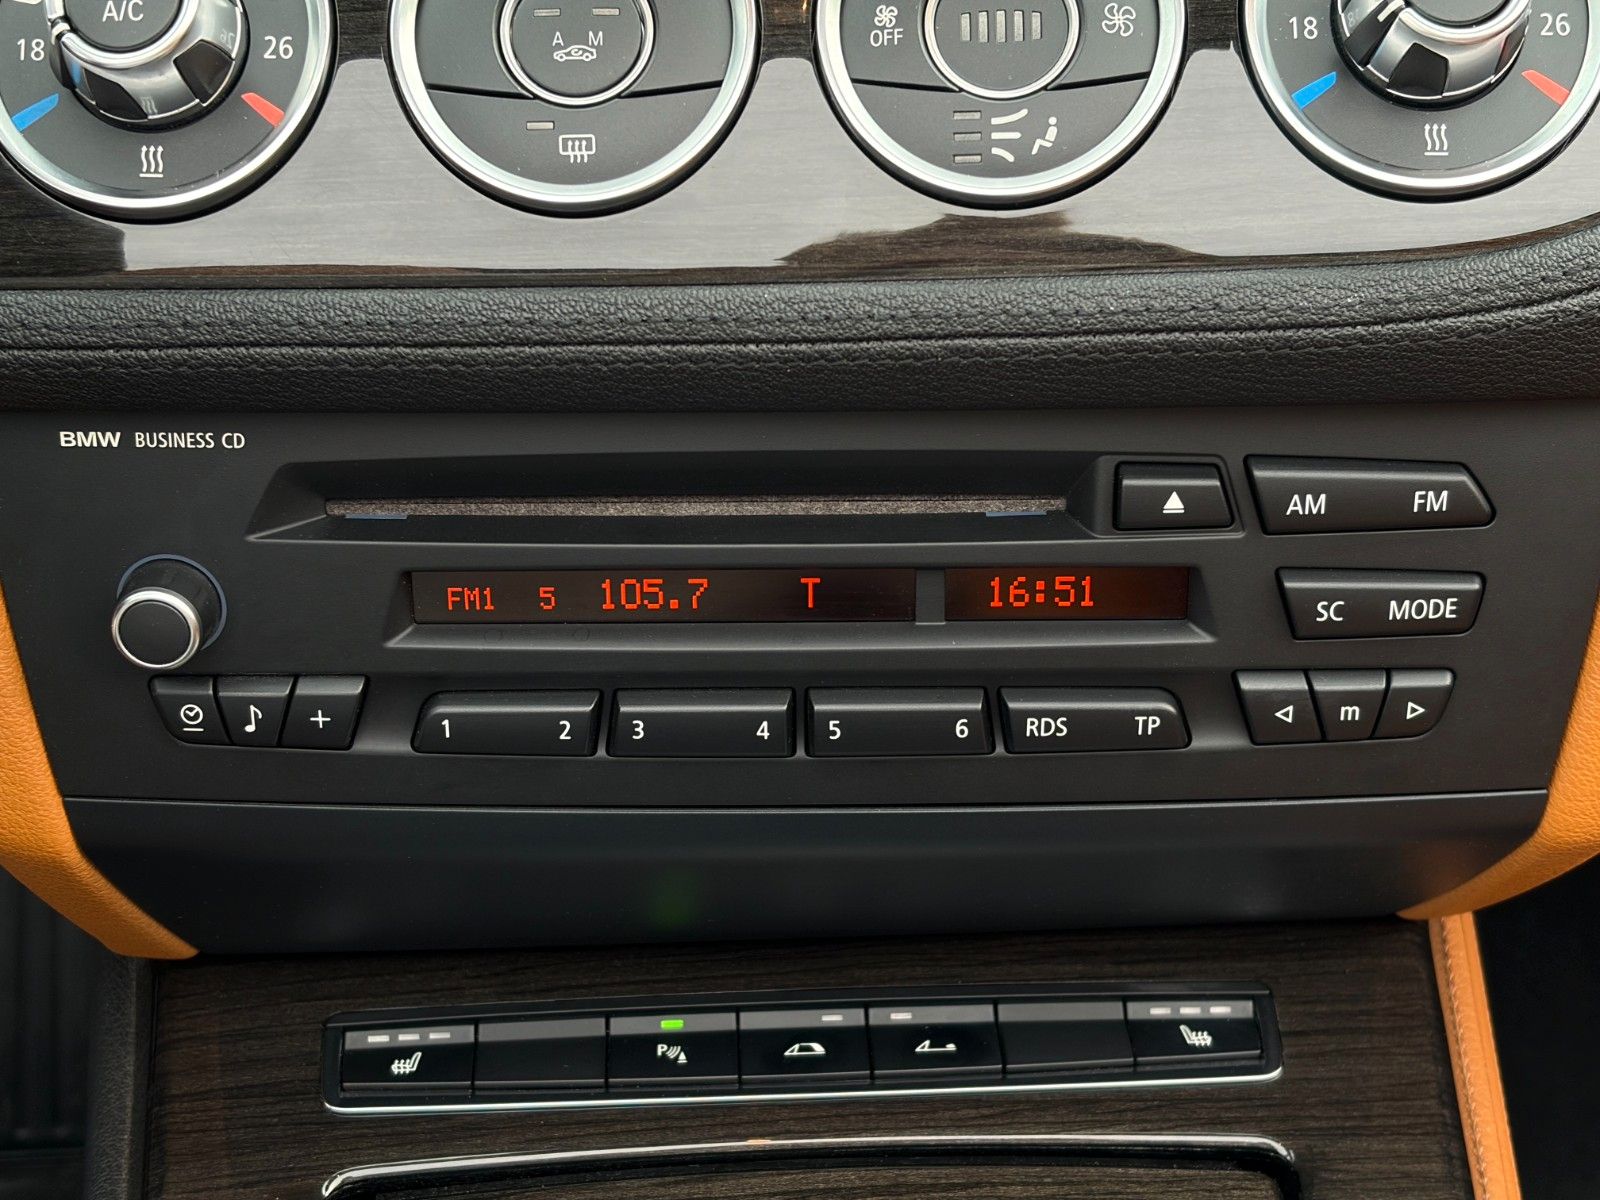 A/C
18 26
A M
OFF
18 26
BMW BUSINESS CD
AM FM
FM1 5 105.7 T 16:51
SC MODE
1 2 3 4 5 6 RDS TP
m
P